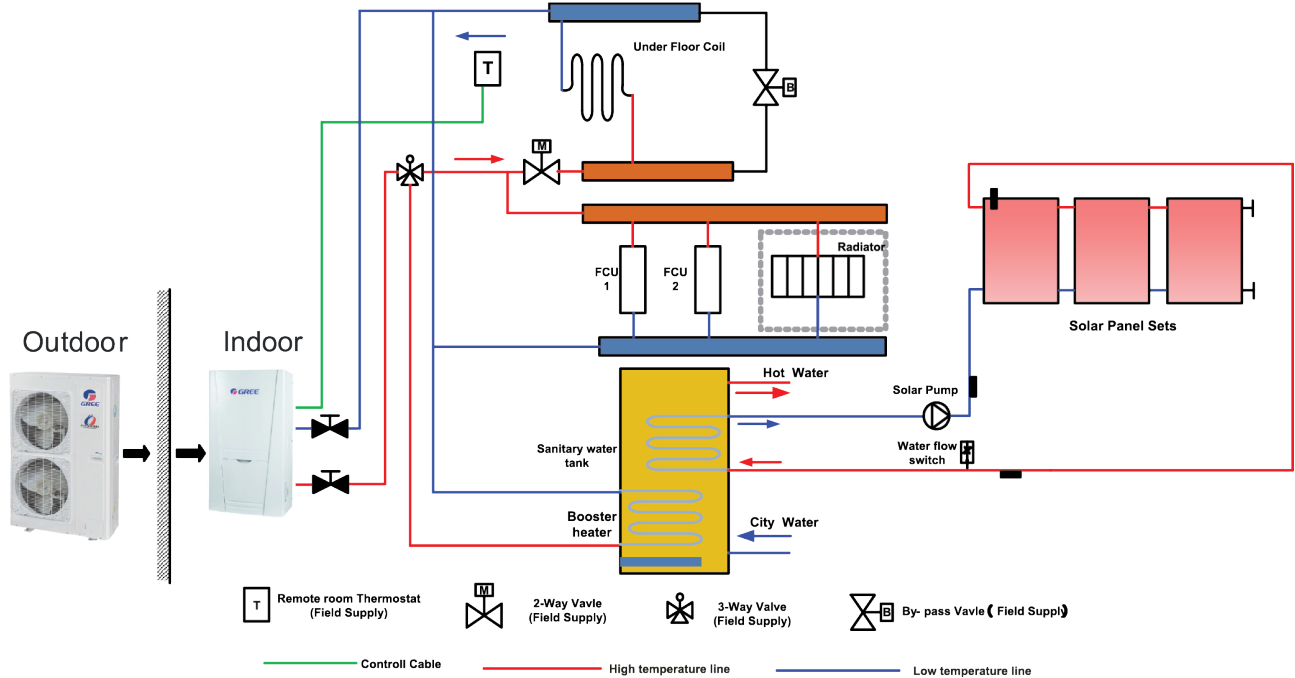 Under Floor Coil
T
B
M
Radiator
FCU
1
FCU
2
Solar Panel Sets
Outdoor
Indoor
GREE
GREE
Hot Water
Solar Pump
Sanitary water
tank
Water flow
switch
Booster
heater
City Water
T
Remote room Thermostat
(Field Supply)
M
2-Way Vavle
(Field Supply)
3-Way Valve
(Field Supply)
B
By- pass Vavle ( Field Supply)
Controll Cable
High temperature line
Low temperature line